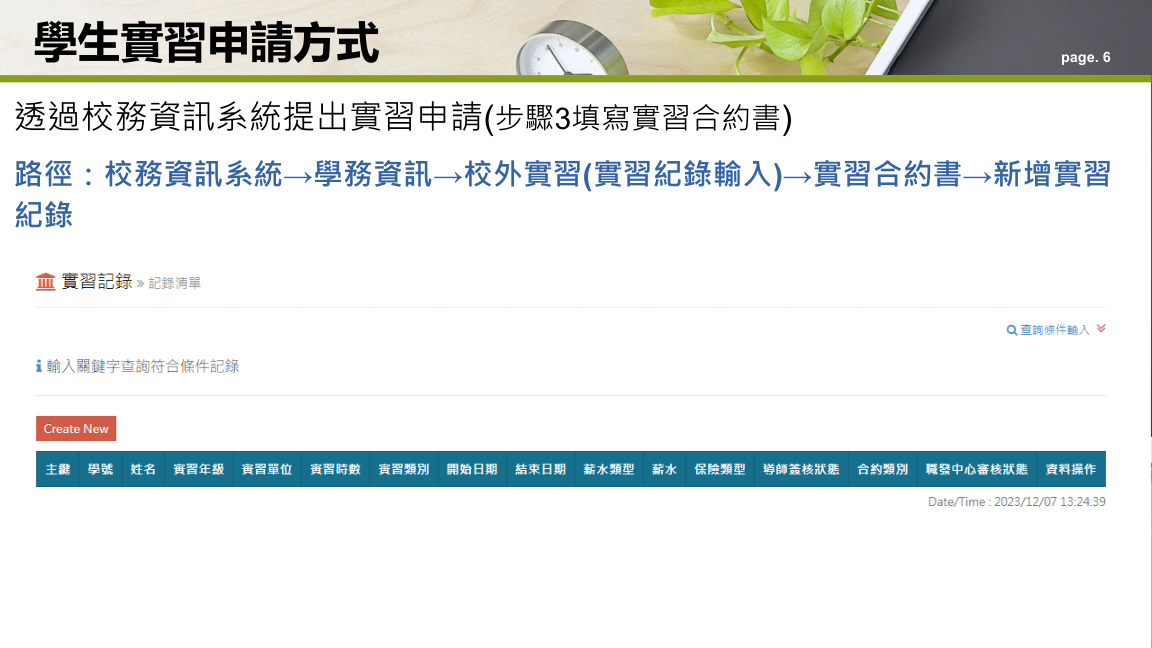 學生實習申請方式
page. 6
透過校務資訊系統提出實習申請(步驟3填寫實習合約書)
路徑：校務資訊系統→學務資訊→校外實習(實習紀錄輸入)→實習合約書→新增實習
紀錄
實習記錄 » 記錄清單
查詢條件輸入
輸入關鍵字查詢符合條件記錄
Create New
主鍵 學號 姓名 實習年級 實習單位 實習時數 實習類別 開始日期 結束日期 薪水類型 薪水 保險類型 導師簽核狀態 合約類別 職發中心審核狀態 資料操作
Date/Time : 2023/12/07 13:24:39